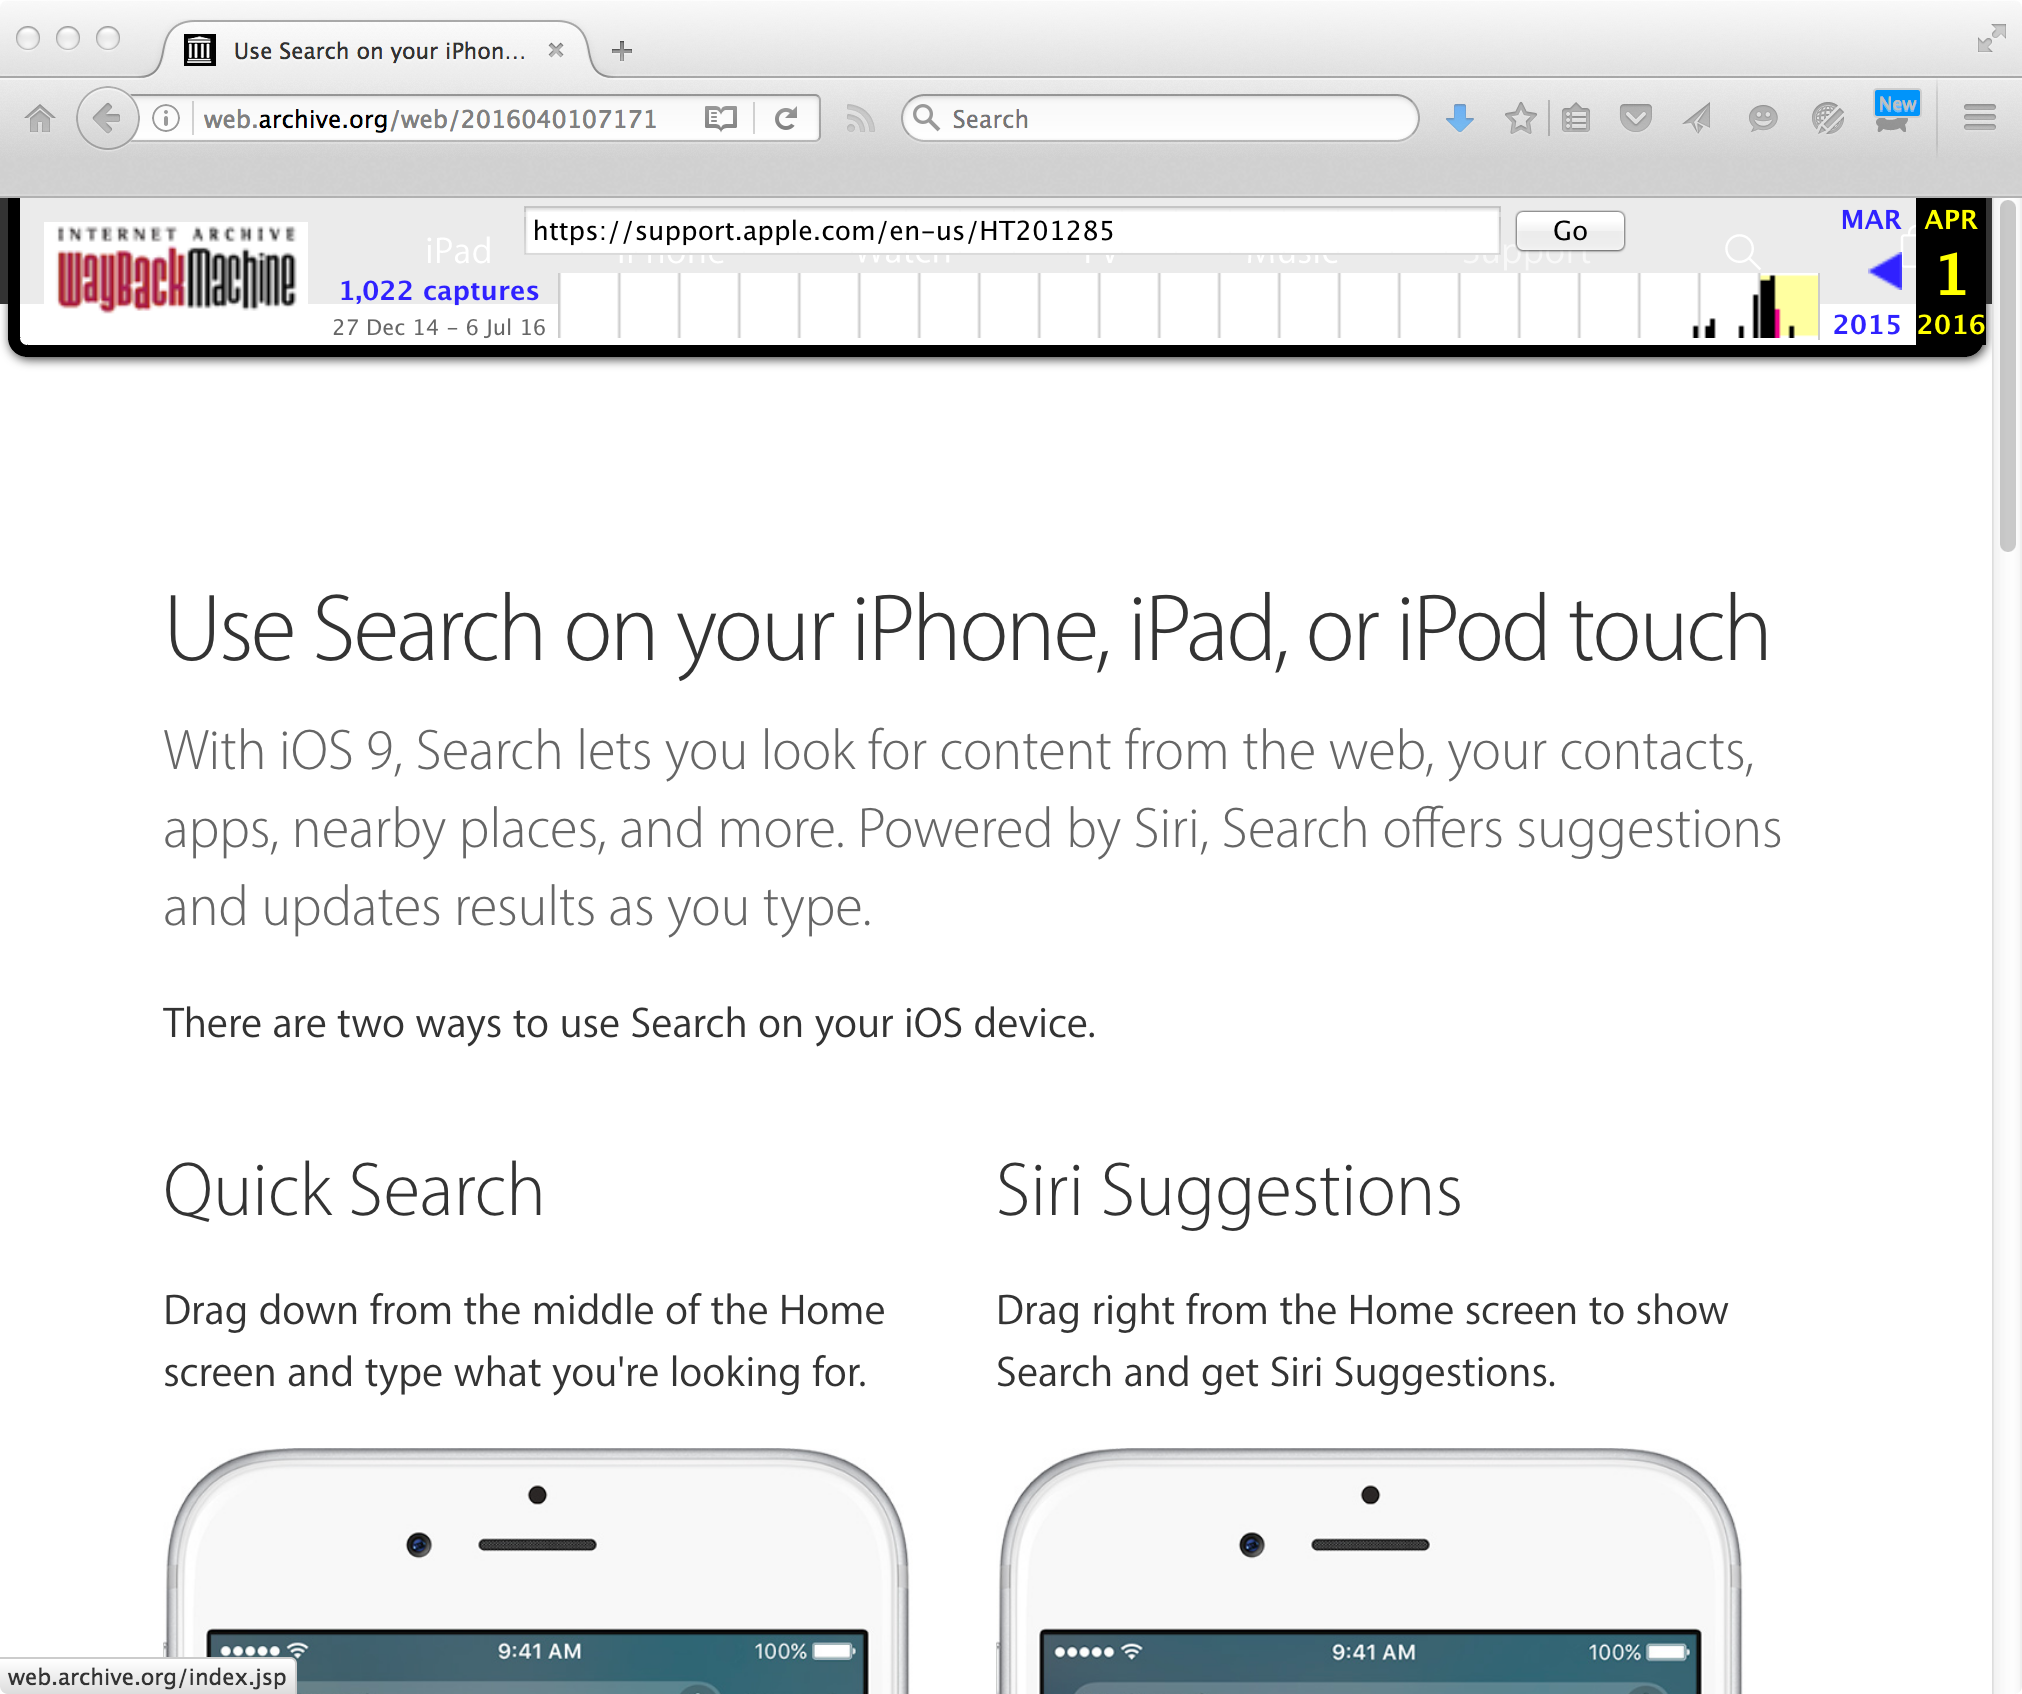 Use Search on your iPhon...
web.archive.org/web/2016040107171
Search
New
INTERNET ARCHIVE
WayBackMachine
iPad
https://support.apple.com/en-us/HT201285
Go
iPhone
Watch
TV
Music
Support
1,022 captures
27 Dec 14 – 6 Jul 16
MAR
APR
1
2015
2016
Use Search on your iPhone, iPad, or iPod touch
With iOS 9, Search lets you look for content from the web, your contacts,
apps, nearby places, and more. Powered by Siri, Search offers suggestions
and updates results as you type.
There are two ways to use Search on your iOS device.
Quick Search
Drag down from the middle of the Home
screen and type what you're looking for.
Siri Suggestions
Drag right from the Home screen to show
Search and get Siri Suggestions.
9:41 AM
100%
9:41 AM
100%
web.archive.org/index.jsp